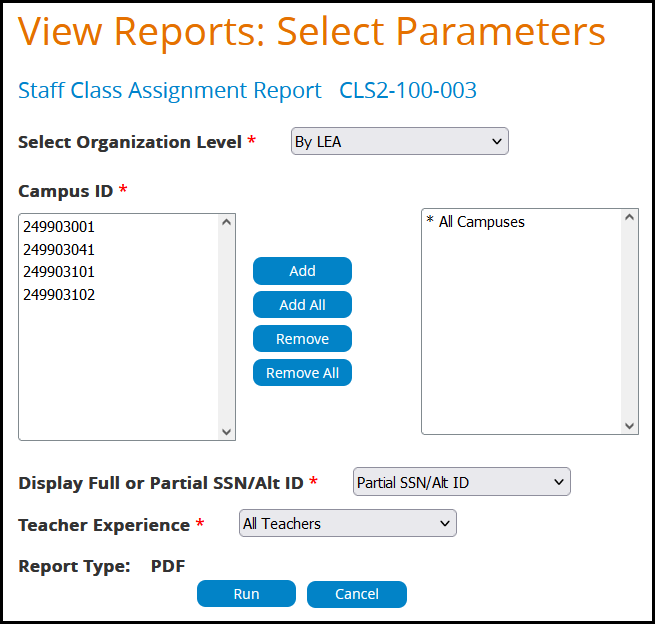 View Reports: Select Parameters
Staff Class Assignment Report CLS2-100-003
Select Organization Level * By LEA
Campus ID *
249903001
249903041
249903101
249903102
Add
Add All
Remove
Remove All
* All Campuses
Display Full or Partial SSN/Alt ID * Partial SSN/Alt ID
Teacher Experience * All Teachers
Report Type: PDF
Run Cancel